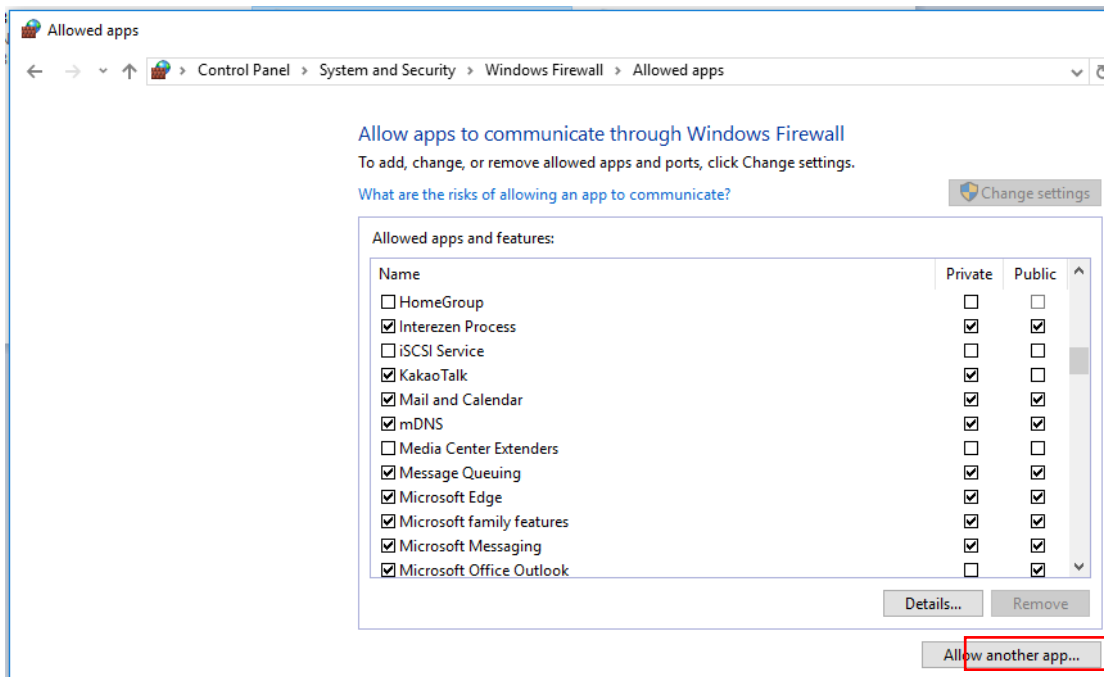 Allowed apps
Control Panel > System and Security > Windows Firewall > Allowed apps
Allow apps to communicate through Windows Firewall
To add, change, or remove allowed apps and ports, click Change settings.
What are the risks of allowing an app to communicate?
Change settings
Allowed apps and features:
Name Private Public
HomeGroup
Interezen Process
iSCSI Service
KakaoTalk
Mail and Calendar
mDNS
Media Center Extenders
Message Queuing
Microsoft Edge
Microsoft family features
Microsoft Messaging
Microsoft Office Outlook
Details... Remove
Allow another app...